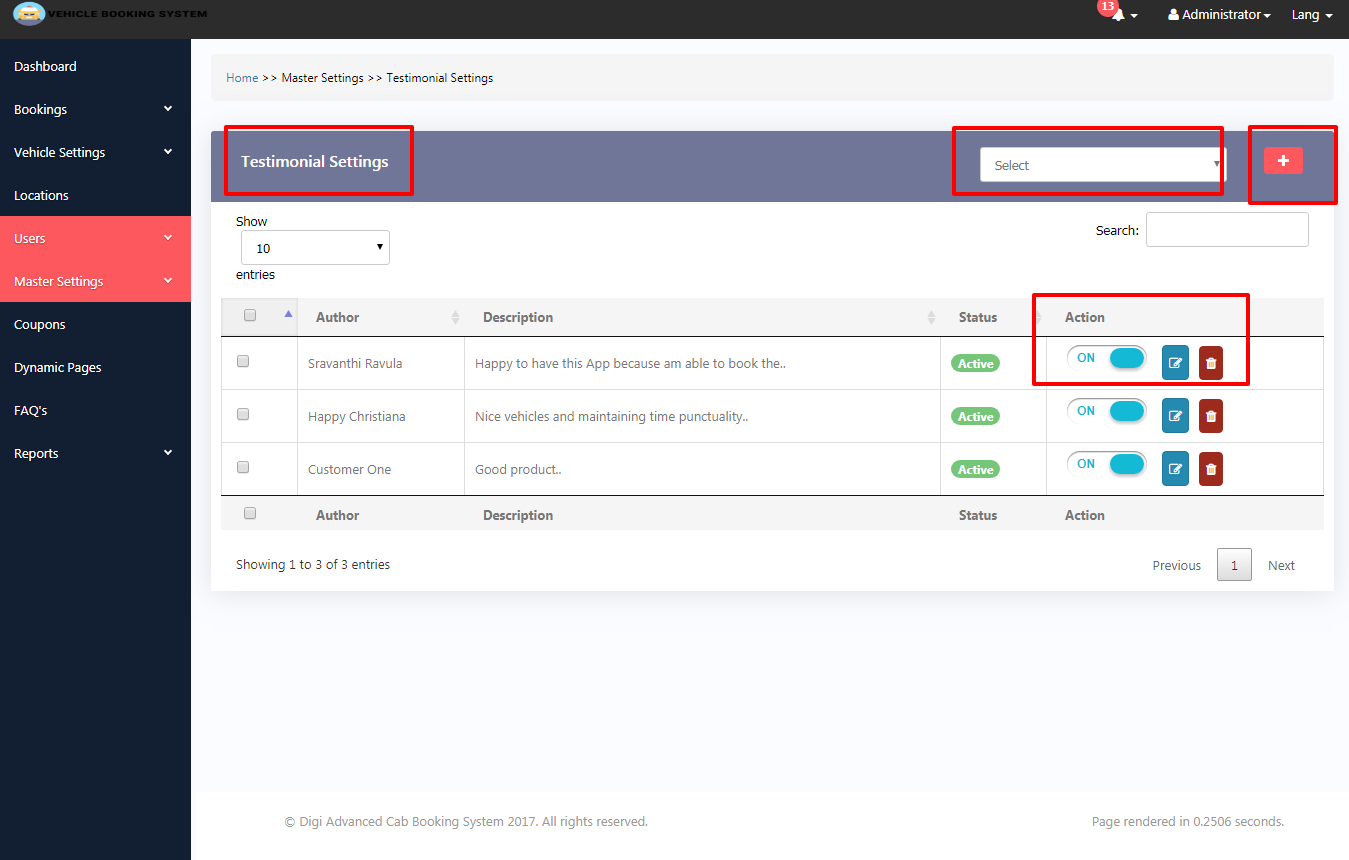 VEHICLE BOOKING SYSTEM
13
Administrator
Lang
Dashboard
Bookings
Vehicle Settings
Locations
Users
Master Settings
Coupons
Dynamic Pages
FAQ's
Reports
Home >> Master Settings >> Testimonial Settings
Testimonial Settings
Select
+
Show
10
entries
Search:
Author Description Status Action
Sravanthi Ravula Happy to have this App because am able to book the.. Active ON
Happy Christiana Nice vehicles and maintaining time punctuality.. Active ON
Customer One Good product.. Active ON
Author Description Status Action
Showing 1 to 3 of 3 entries
Previous 1 Next
© Digi Advanced Cab Booking System 2017. All rights reserved.
Page rendered in 0.2506 seconds.